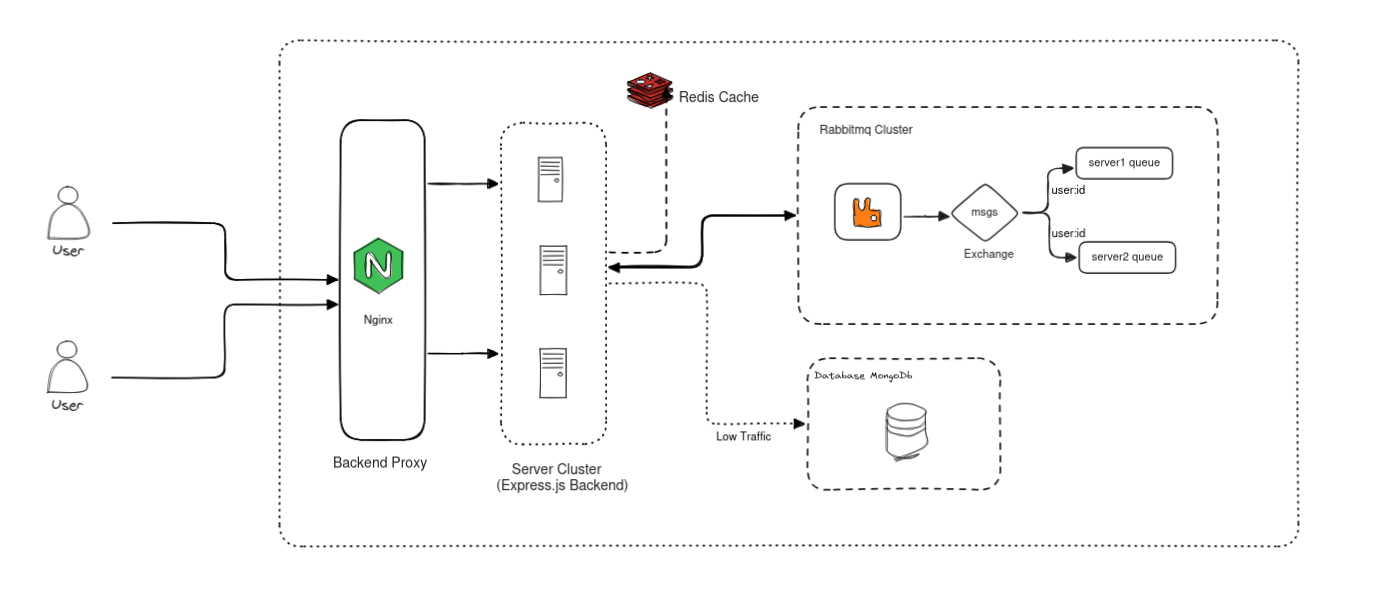 Redis Cache
Rabbitmq Cluster
server1 queue
user:id
msgs
user:id
Exchange
server2 queue
User
N
Nginx
Database MongoDb
User
Low Traffic
Backend Proxy
Server Cluster
(Express.js Backend)